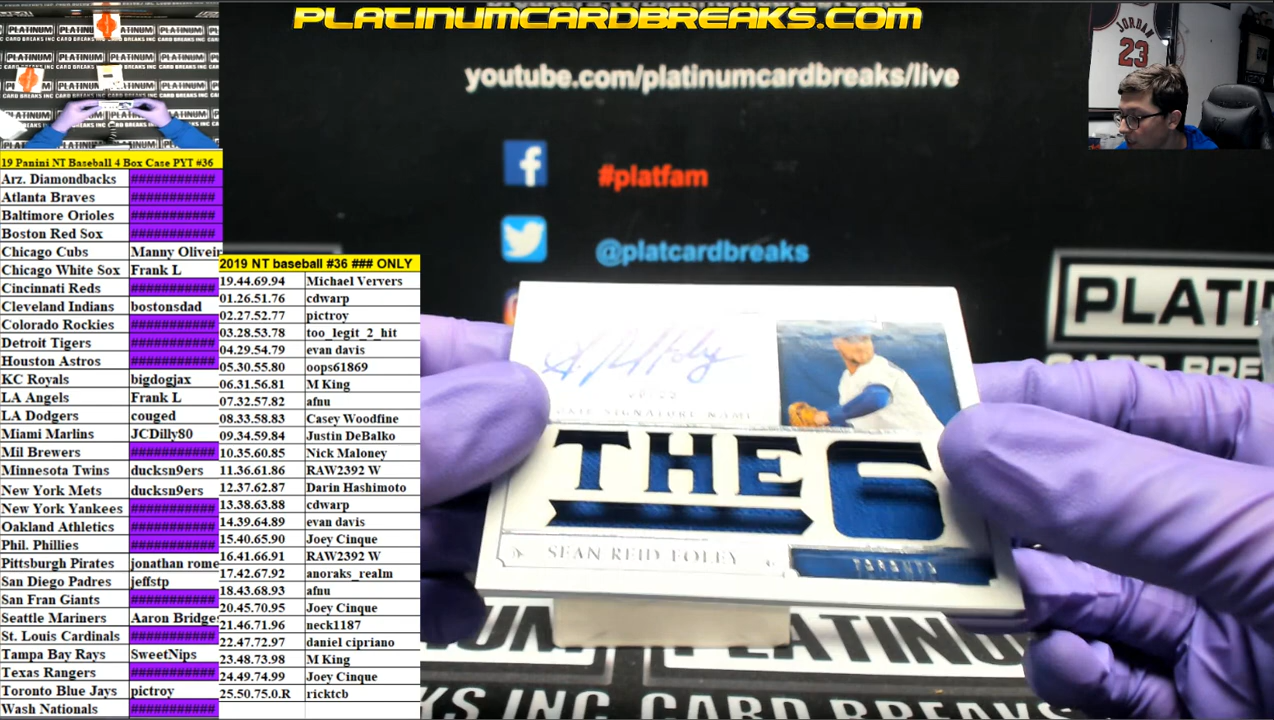 PLATINUMCARDBREAKS.COM
youtube.com/platinumcardbreaks/live
#platfam
@platcardbreaks
JORDAN
23
19 Panini NT Baseball 4 Box Case PYT #36
Arz. Diamondbacks ###########
Atlanta Braves ###########
Baltimore Orioles ###########
Boston Red Sox ###########
Chicago Cubs Manny Oliveir
Chicago White Sox Frank L
Cincinnati Reds ###########
Cleveland Indians bostonsdad
Colorado Rockies ###########
Detroit Tigers ###########
Houston Astros ###########
KC Royals bigdogjax
LA Angels Frank L
LA Dodgers couged
Miami Marlins JCDilly80
Mil Brewers ###########
Minnesota Twins ducksn9ers
New York Mets ducksn9ers
New York Yankees ###########
Oakland Athletics ###########
Phil. Phillies ###########
Pittsburgh Pirates jonathan rome
San Diego Padres jeffstp
San Fran Giants ###########
Seattle Mariners Aaron Bridge
St. Louis Cardinals ###########
Tampa Bay Rays SweetNips
Texas Rangers ###########
Toronto Blue Jays pictroy
Wash Nationals ###########
2019 NT baseball #36 ### ONLY
19.44.69.94 Michael Ververs
01.26.51.76 cdwarp
02.27.52.77 pictroy
03.28.53.78 too_legit_2_hit
04.29.54.79 evan davis
05.30.55.80 oops61869
06.31.56.81 M King
07.32.57.82 afnu
08.33.58.83 Casey Woodfine
09.34.59.84 Justin DeBalko
10.35.60.85 Nick Maloney
11.36.61.86 RAW2392 W
12.37.62.87 Darin Hashimoto
13.38.63.88 cdwarp
14.39.64.89 evan davis
15.40.65.90 Joey Cinque
16.41.66.91 RAW2392 W
17.42.67.92 anoraks_realm
18.43.68.93 afnu
20.45.70.95 Joey Cinque
21.46.71.96 neck1187
22.47.72.97 daniel cipriano
23.48.73.98 M King
24.49.74.99 Joey Cinque
25.50.75.0.R ricktcb
SIGNATURE
THE 6
SEAN REID FOLEY
TORONTO
PLATI
CARD BREA
PLATINUM
CARD BREAKS INC